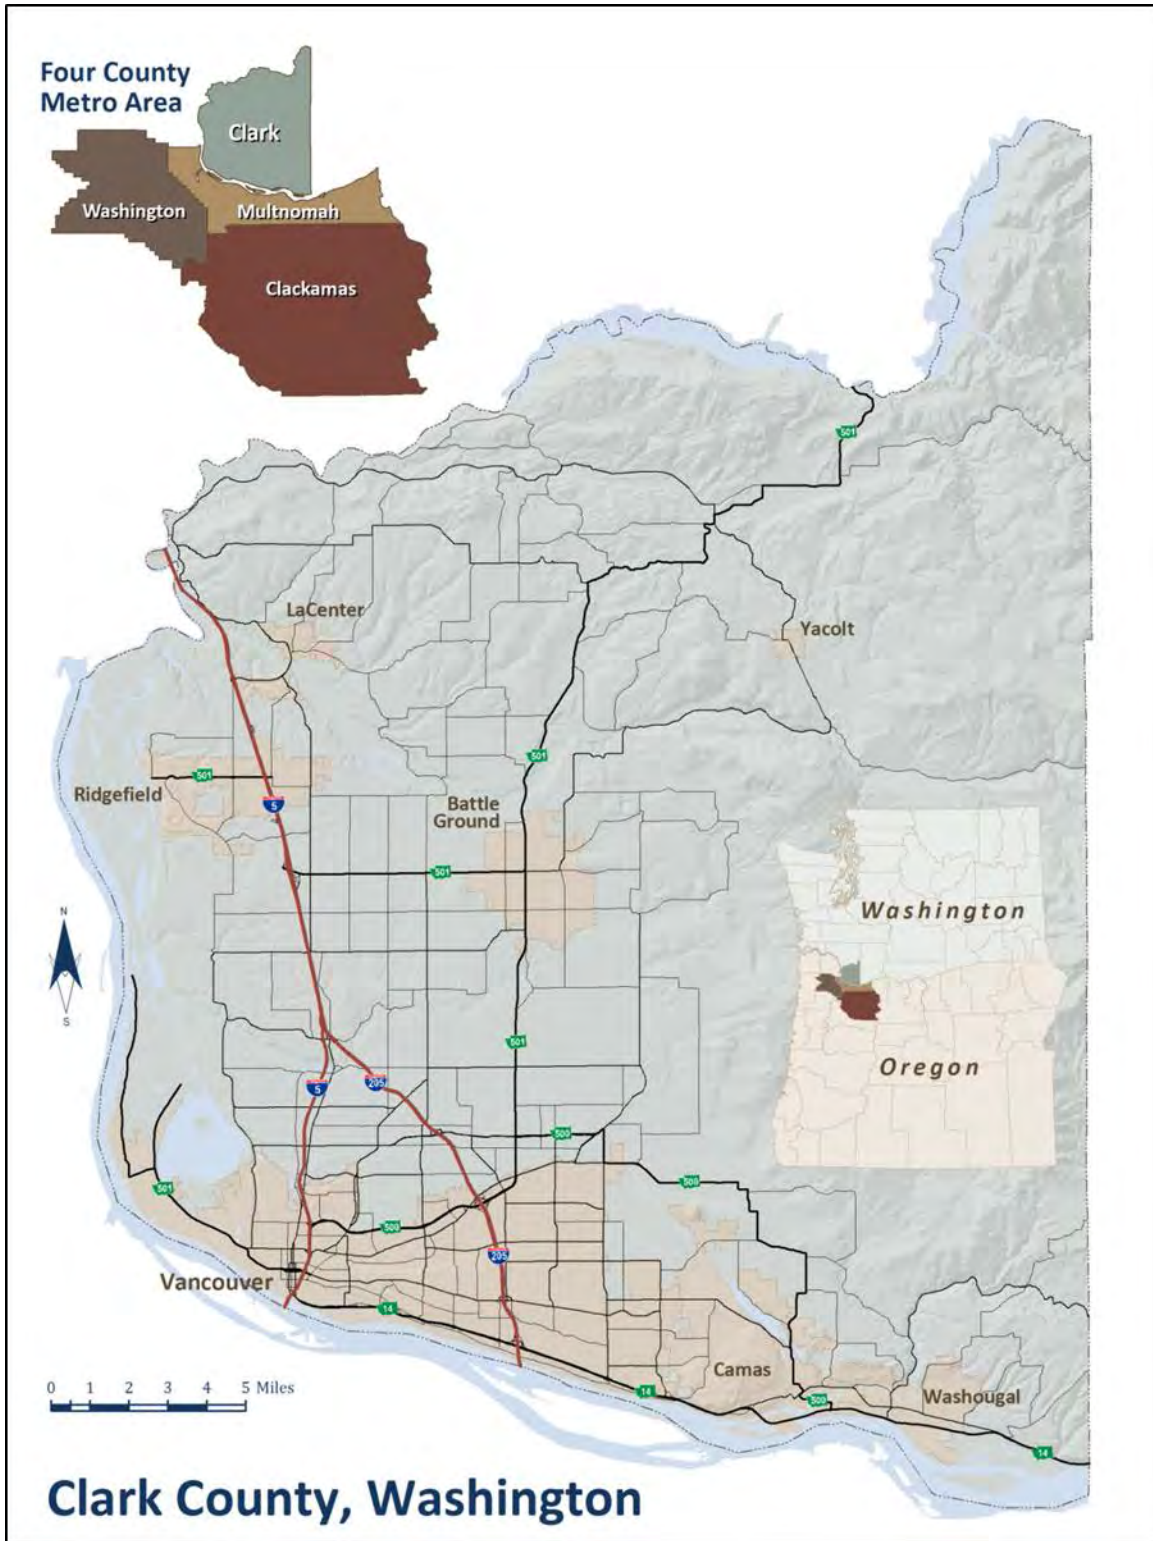 Four County
Metro Area
Clark
Washington
Multnomah
Clackamas
501
LaCenter
Yacolt
501
501
Ridgefield
5
Battle
Ground
501
Washington
N
S
501
Oregon
5
205
500
501
500
500
205
Vancouver
14
Camas
0 1 2 3 4 5 Miles
14
500
Washougal
14
Clark County, Washington